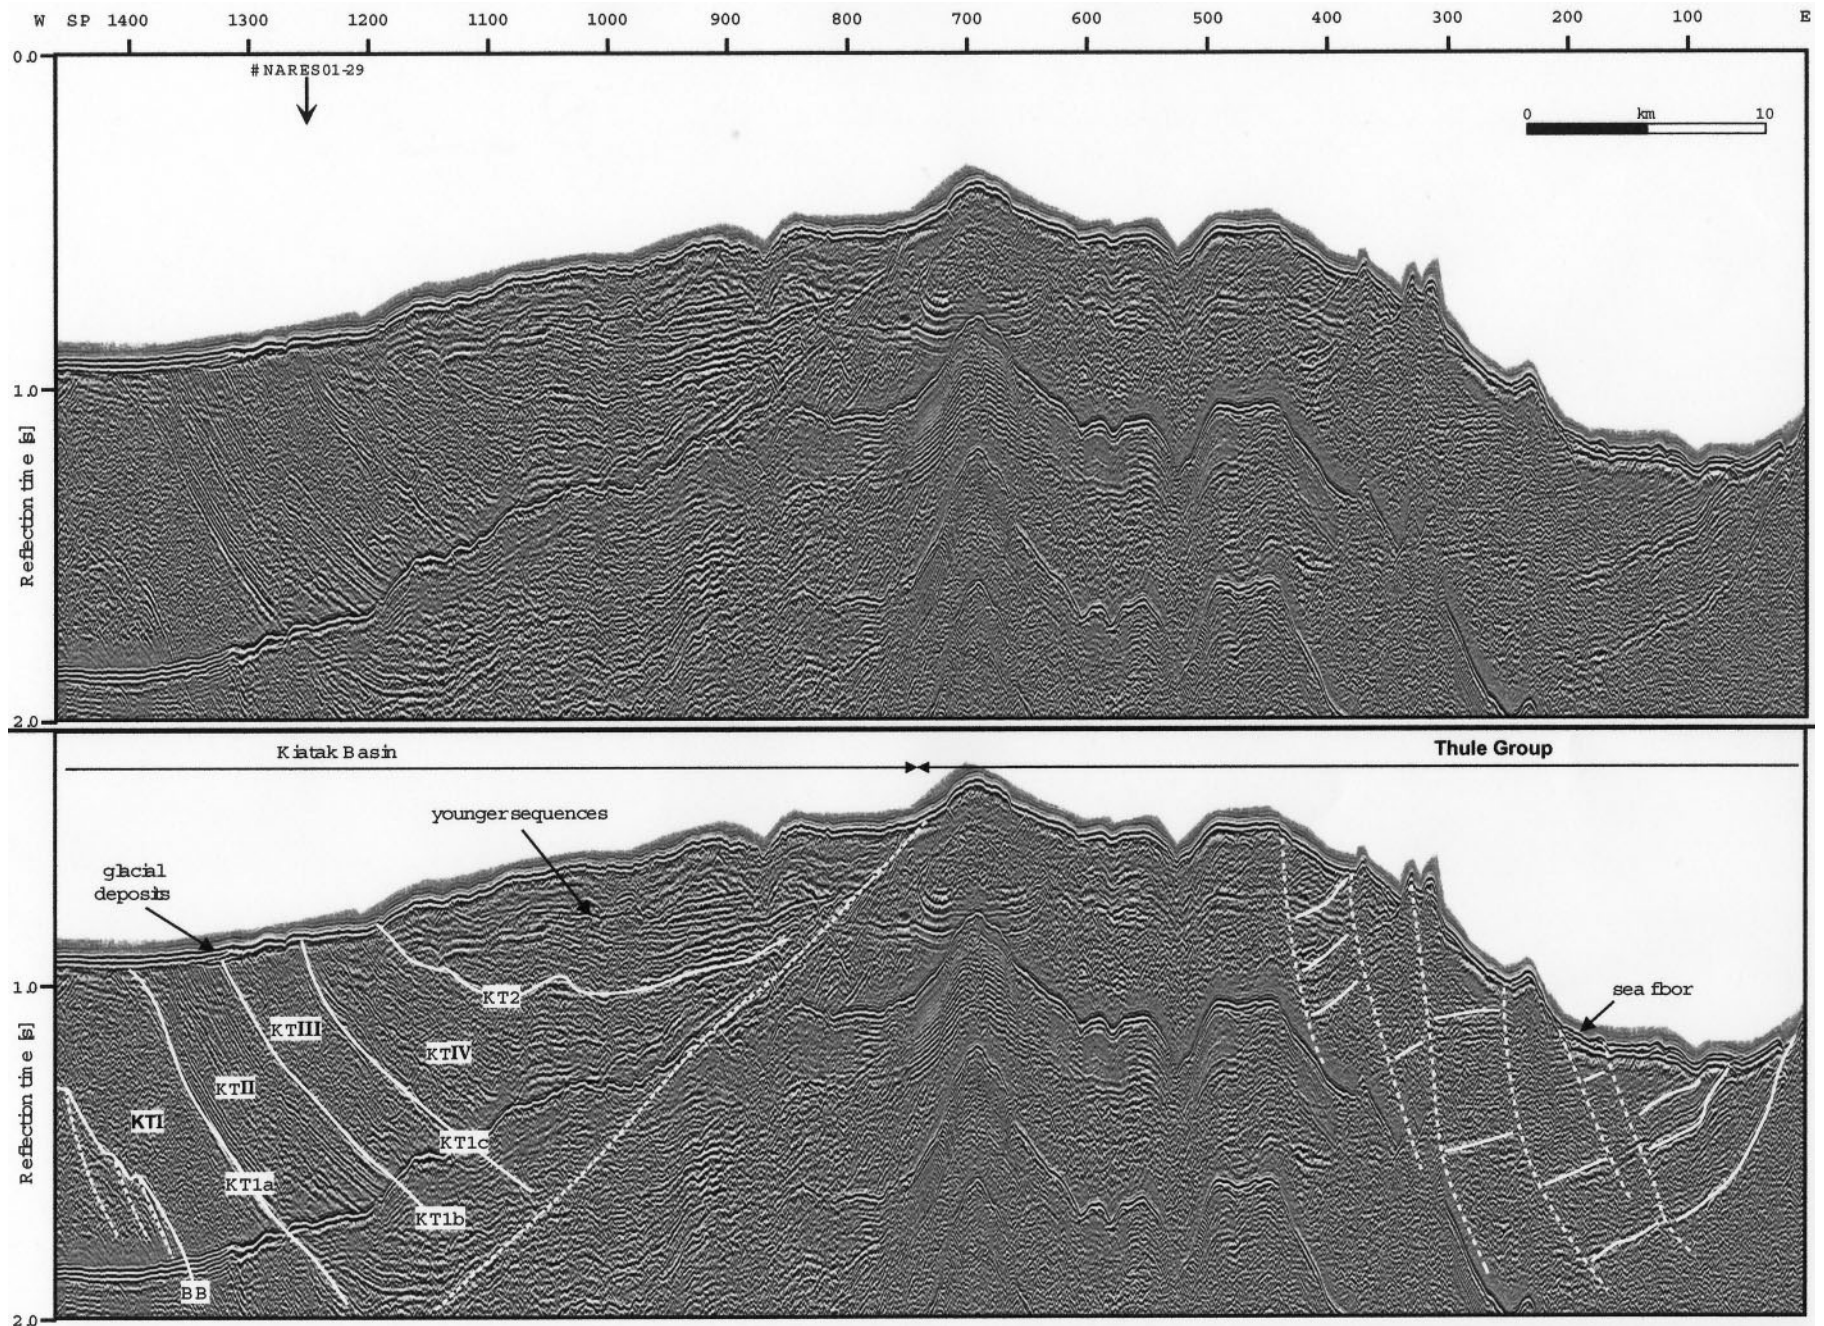 W SP 1400 1300 1200 1100 1000 900 800 700 600 500 400 300 200 100 E
0.0
#NARES01-29
0 km 10
1.0
Reflection time [s]
2.0
Kiatak Basin
Thule Group
younger sequences
glacial
deposits
sea floor
1.0
KT2
KTIII
KTIV
KTII
KTI
KT1c
KT1a
KT1b
BB
Reflection time [s]
2.0